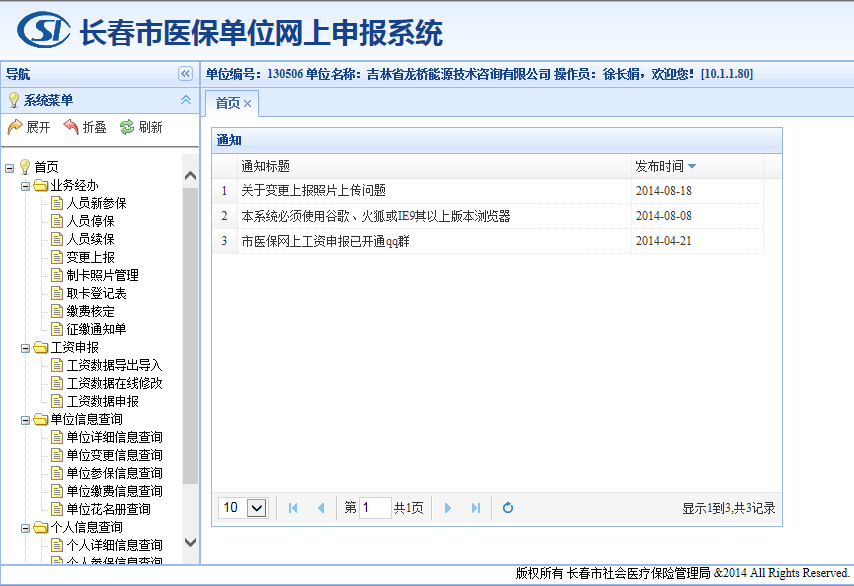 长春市医保单位网上申报系统
导航
单位编号：130506 单位名称：吉林省龙桥能源技术咨询有限公司 操作员：徐长娟，欢迎您！[10.1.1.80]
系统菜单
首页
展开 折叠 刷新
通知
通知标题 发布时间
1 关于变更上报照片上传问题 2014-08-18
2 本系统必须使用谷歌、火狐或IE9其以上版本浏览器 2014-08-08
3 市医保网上工资申报已开通qq群 2014-04-21
首页
业务经办
人员新参保
人员停保
人员续保
变更上报
制卡照片管理
取卡登记表
缴费核定
征缴通知单
工资申报
工资数据导出导入
工资数据在线修改
工资数据申报
单位信息查询
单位详细信息查询
单位变更信息查询
单位参保信息查询
单位缴费信息查询
单位花名册查询
个人信息查询
个人详细信息查询
个人参保信息查询
10 第 1 共1页 显示1到3,共3记录
版权所有 长春市社会医疗保险管理局 &2014 All Rights Reserved.